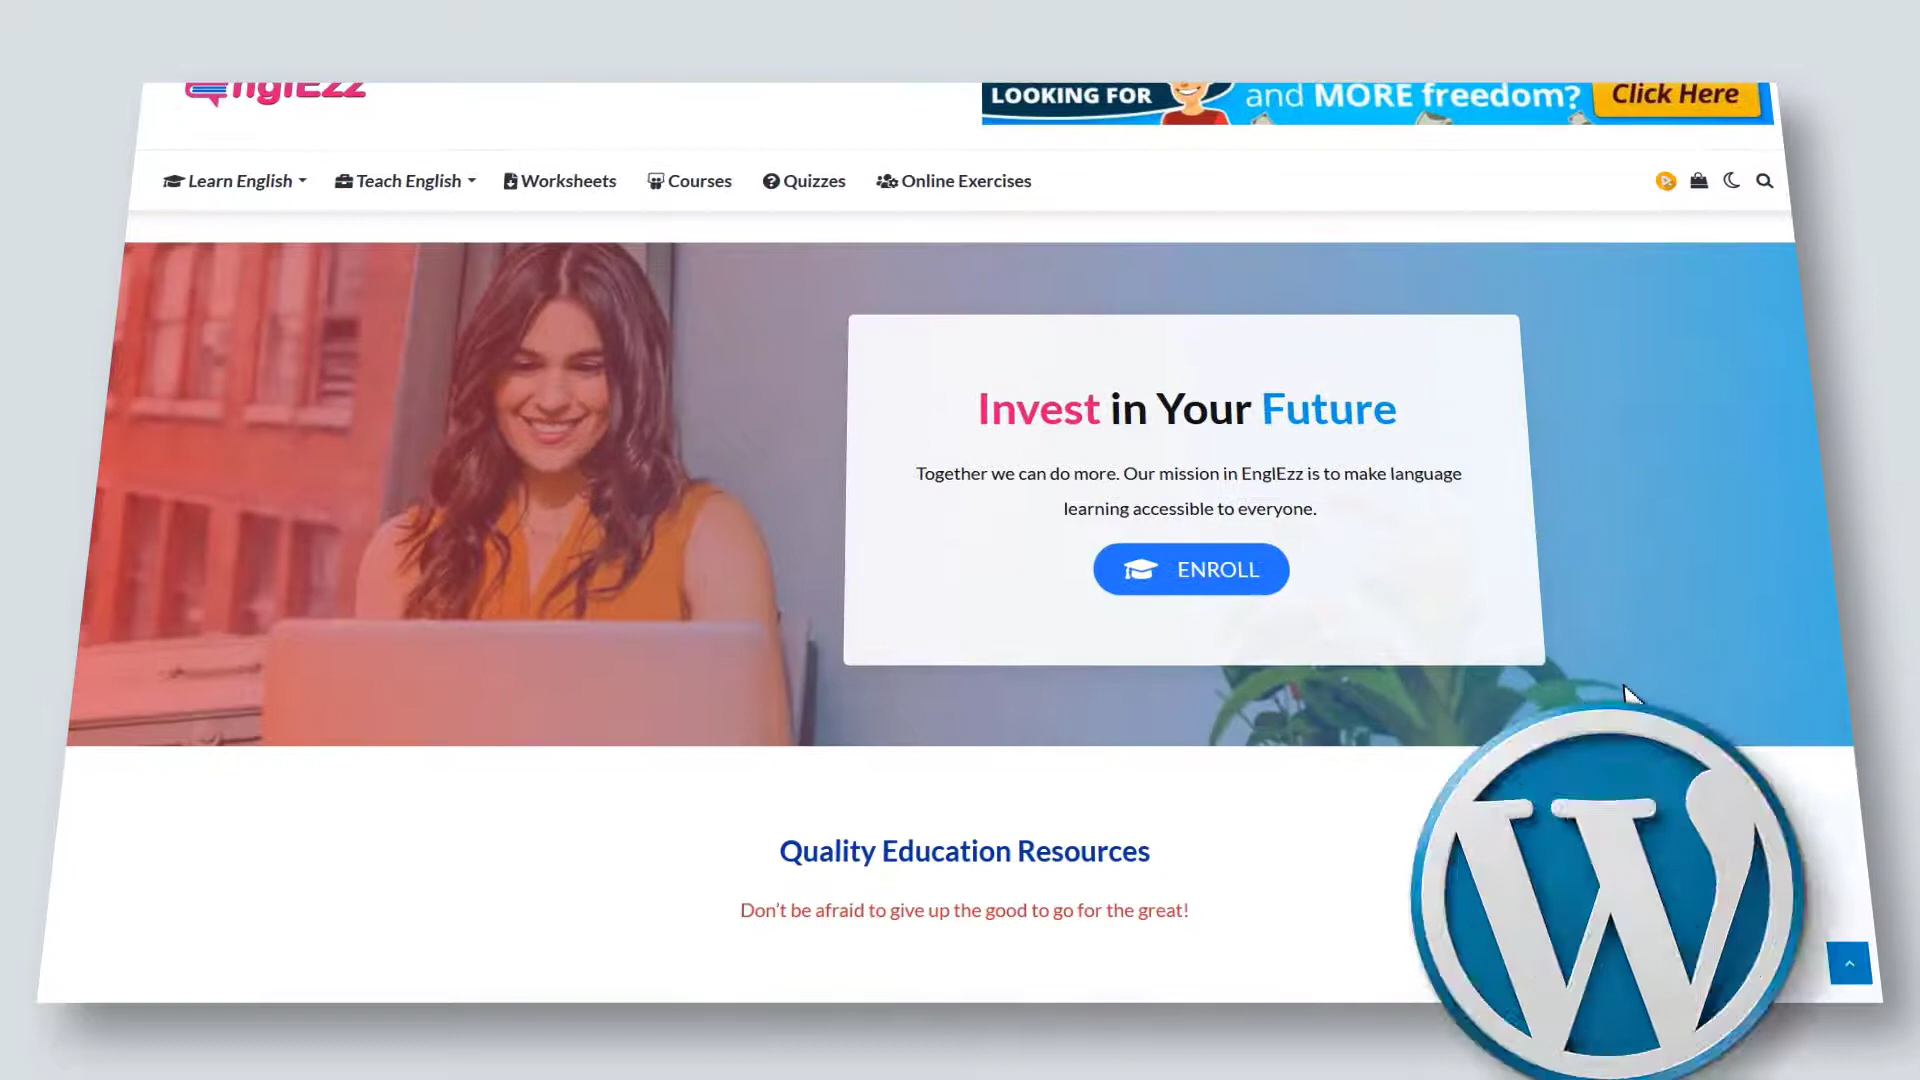 EnglEzz
LOOKING FOR
and MORE freedom?
Click Here
Learn English
Teach English
Worksheets
Courses
Quizzes
Online Exercises
Invest in Your Future
Together we can do more. Our mission in EnglEzz is to make language
learning accessible to everyone.
ENROLL
Quality Education Resources
Don’t be afraid to give up the good to go for the great!
W